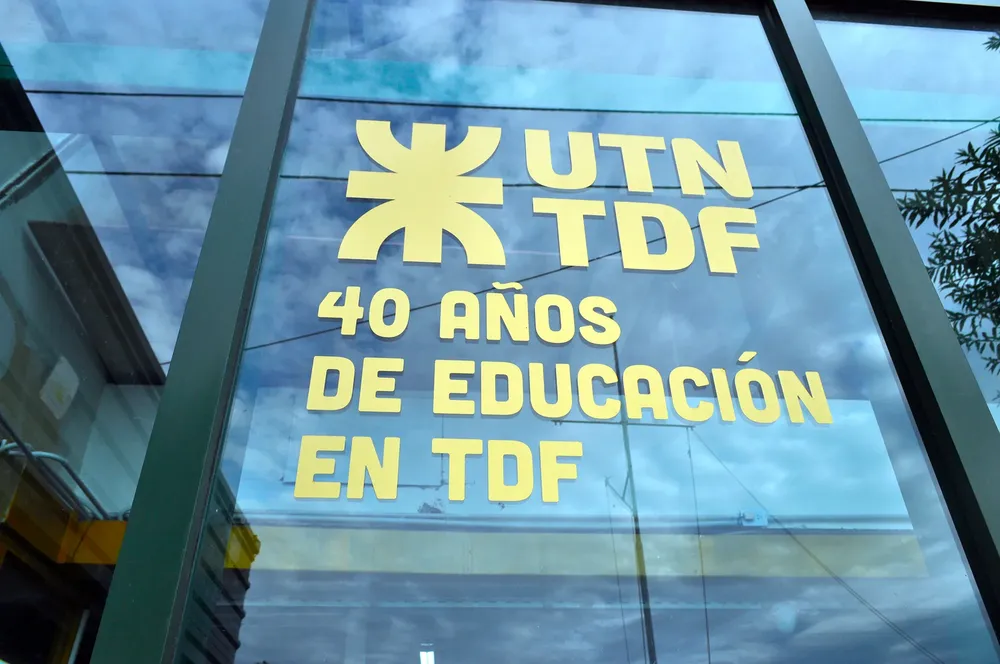 UTN
TDF
40 AÑOS
DE EDUCACIÓN
EN TDF